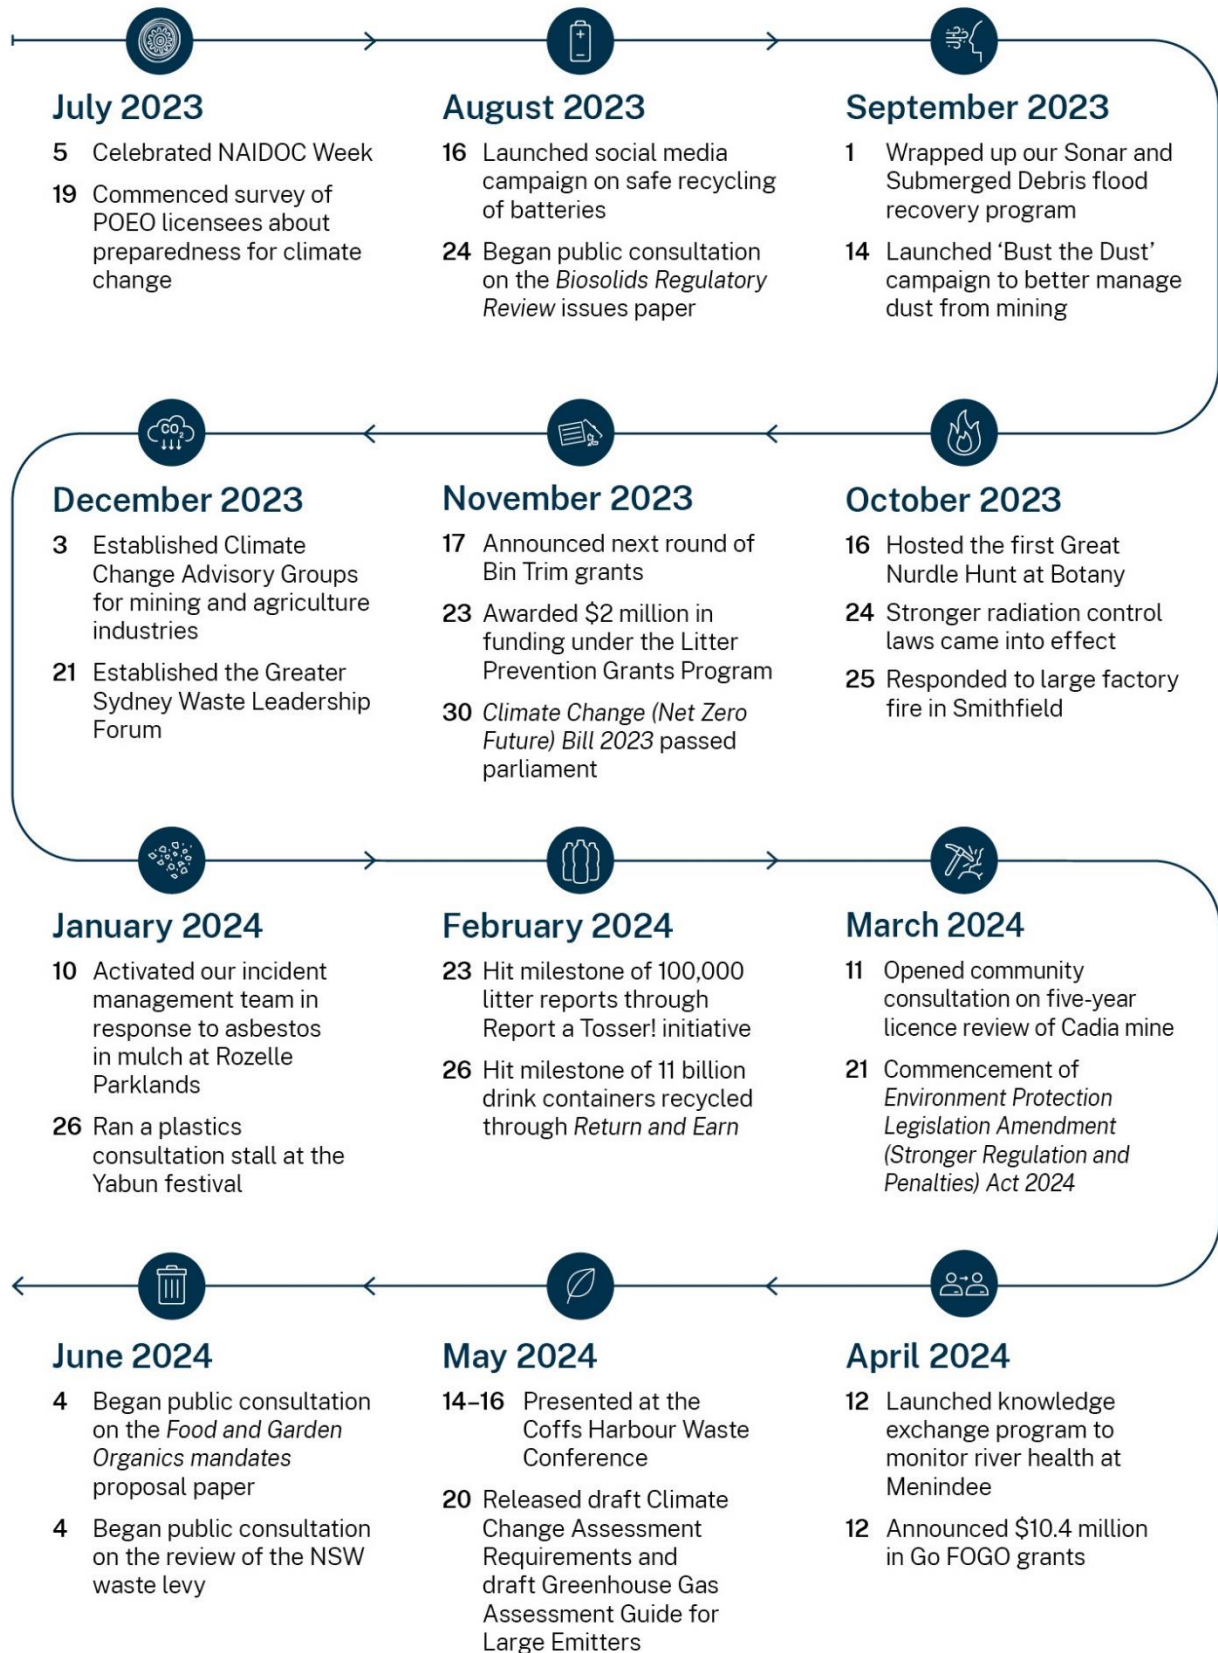 July 2023
5 Celebrated NAIDOC Week
19 Commenced survey of
POEO licensees about
preparedness for climate
change
August 2023
16 Launched social media
campaign on safe recycling
of batteries
24 Began public consultation
on the Biosolids Regulatory
Review issues paper
September 2023
1 Wrapped up our Sonar and
Submerged Debris flood
recovery program
14 Launched ‘Bust the Dust’
campaign to better manage
dust from mining
October 2023
16 Hosted the first Great
Nurdle Hunt at Botany
24 Stronger radiation control
laws came into effect
25 Responded to large factory
fire in Smithfield
November 2023
17 Announced next round of
Bin Trim grants
23 Awarded $2 million in
funding under the Litter
Prevention Grants Program
30 Climate Change (Net Zero
Future) Bill 2023 passed
parliament
CO₂
December 2023
3 Established Climate
Change Advisory Groups
for mining and agriculture
industries
21 Established the Greater
Sydney Waste Leadership
Forum
January 2024
10 Activated our incident
management team in
response to asbestos
in mulch at Rozelle
Parklands
26 Ran a plastics
consultation stall at the
Yabun festival
February 2024
23 Hit milestone of 100,000
litter reports through
Report a Tosser! initiative
26 Hit milestone of 11 billion
drink containers recycled
through Return and Earn
March 2024
11 Opened community
consultation on five-year
licence review of Cadia mine
21 Commencement of
Environment Protection
Legislation Amendment
(Stronger Regulation and
Penalties) Act 2024
April 2024
12 Launched knowledge
exchange program to
monitor river health at
Menindee
12 Announced $10.4 million
in Go FOGO grants
May 2024
14–16 Presented at the
Coffs Harbour Waste
Conference
20 Released draft Climate
Change Assessment
Requirements and
draft Greenhouse Gas
Assessment Guide for
Large Emitters
June 2024
4 Began public consultation
on the Food and Garden
Organics mandates
proposal paper
4 Began public consultation
on the review of the NSW
waste levy